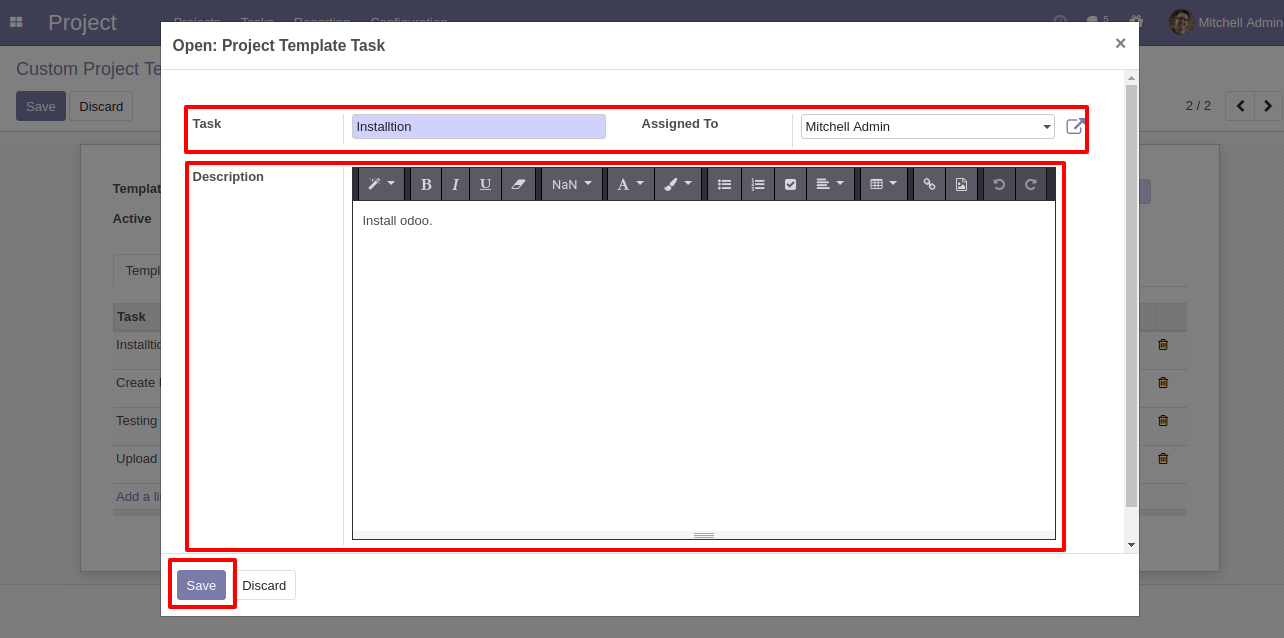 Project Projects Tasks Reporting Configuration 5 Mitchell Admin
Open: Project Template Task ×
Custom Project Te
Save Discard 2 / 2
Task Installtion Assigned To Mitchell Admin
Description
B I U NaN A
Templat
Install odoo.
Active
Templ
Task
Installtio
Create
Testing
Upload
Add a li
Save Discard